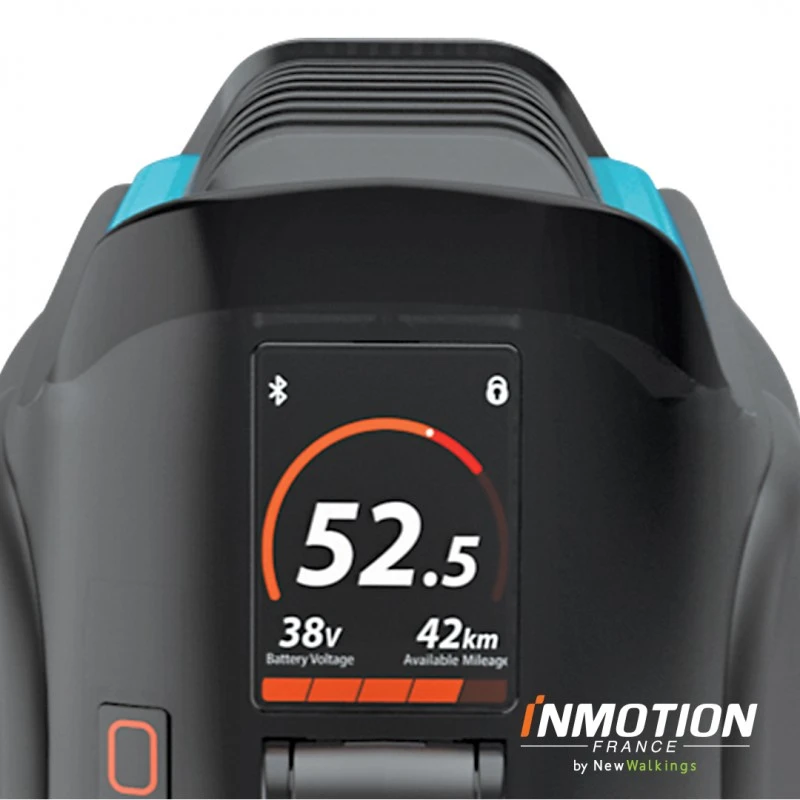 52.5
38V 42km
Battery Voltage Available Mileage
INMOTION
FRANCE
by NewWalkings